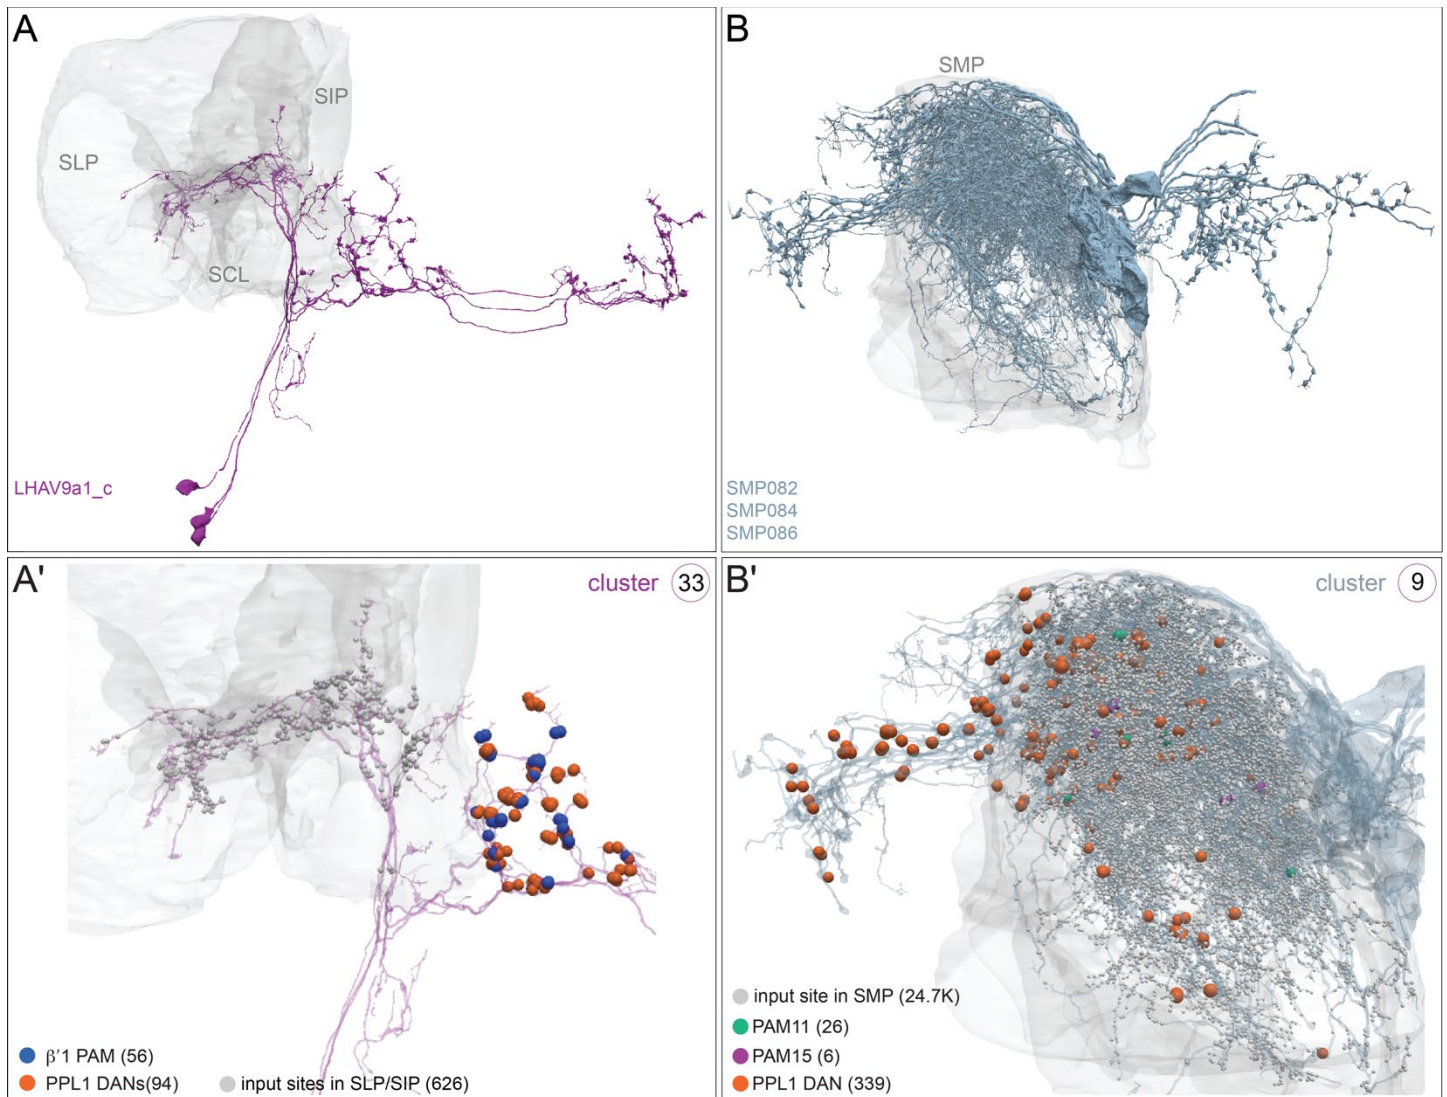 A
SIP
SLP
SCL
LHAV9a1_c
B
SMP
SMP082
SMP084
SMP086
A'
cluster 33
β'1 PAM (56)
PPL1 DANs(94) input sites in SLP/SIP (626)
B'
cluster 9
input site in SMP (24.7K)
PAM11 (26)
PAM15 (6)
PPL1 DAN (339)